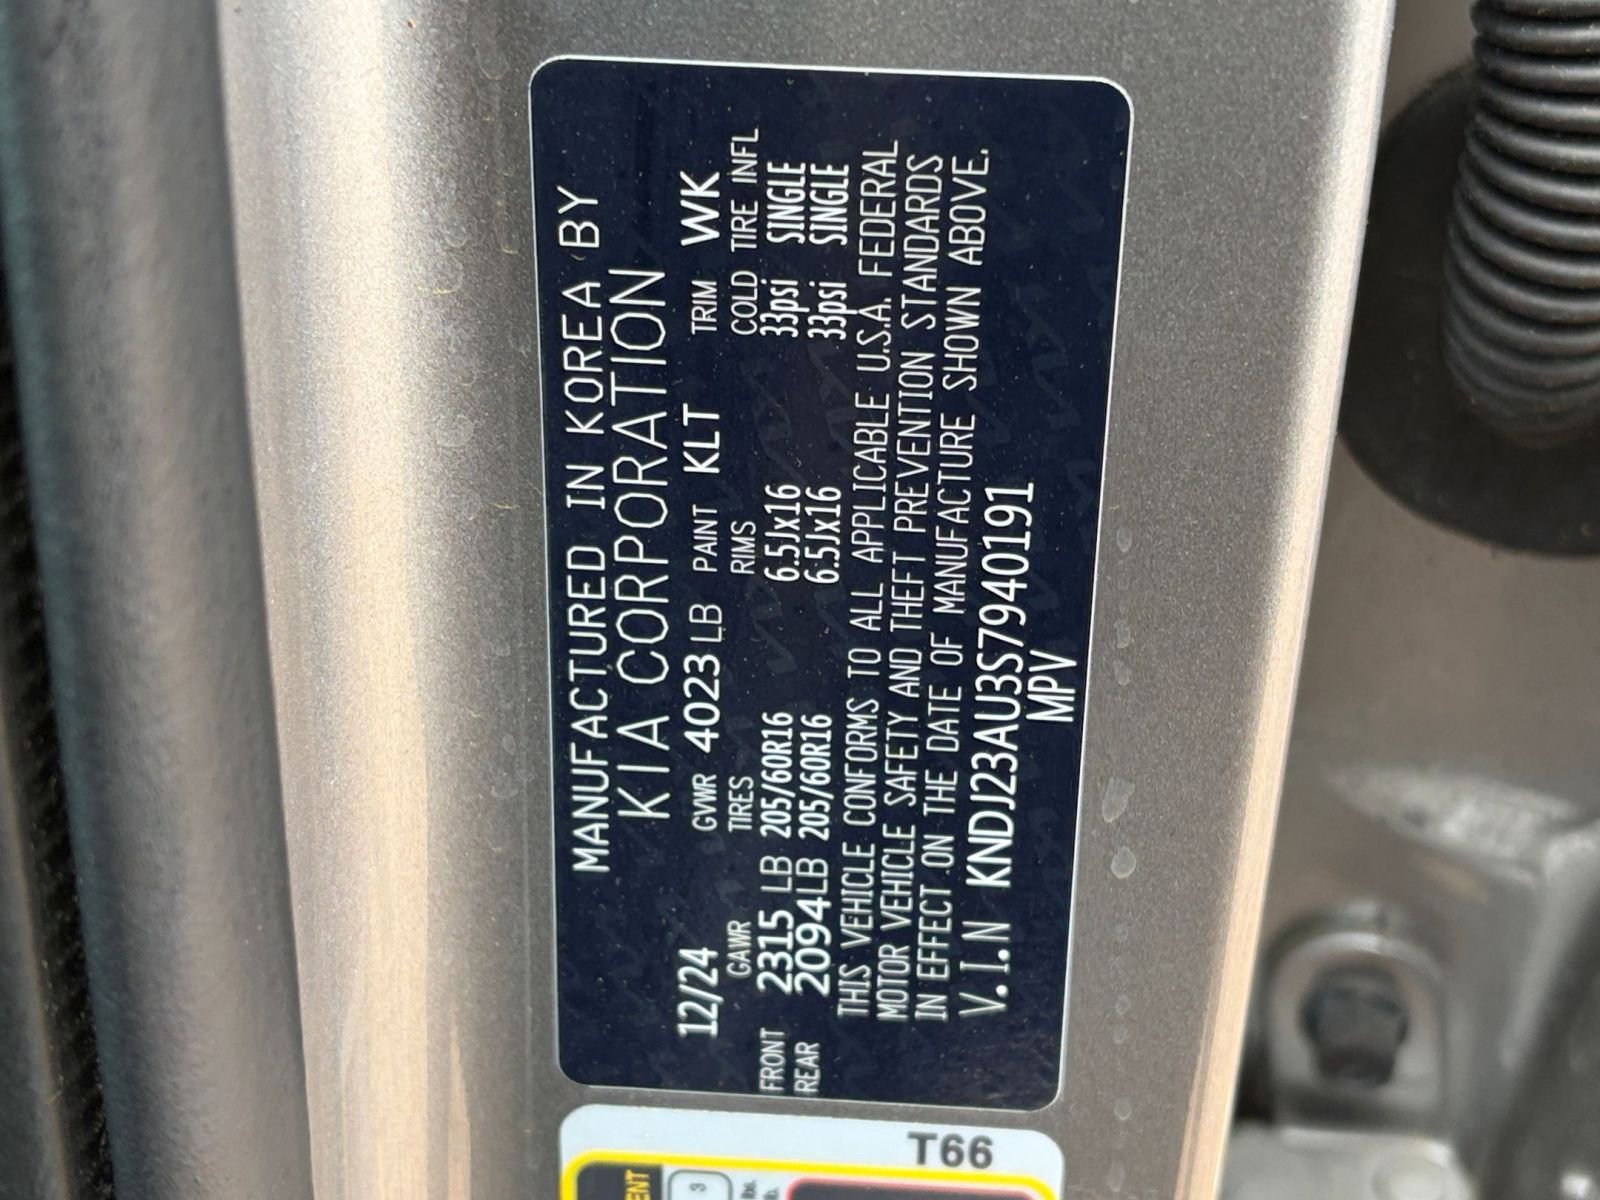 MANUFACTURED IN KOREA BY
KIA CORPORATION
12/24 GVWR 4023 LB PAINT KLT TRIM WK
GAWR TIRES RIMS COLD TIRE INFL
FRONT 2315 LB 205/60R16 6.5Jx16 33psi SINGLE
REAR 2094LB 205/60R16 6.5Jx16 33psi SINGLE
THIS VEHICLE CONFORMS TO ALL APPLICABLE U.S.A. FEDERAL
MOTOR VEHICLE SAFETY AND THEFT PREVENTION STANDARDS
IN EFFECT ON THE DATE OF MANUFACTURE SHOWN ABOVE.
V.I.N KNDJ23AU3S7940191
MPV
T66
3
lbs.